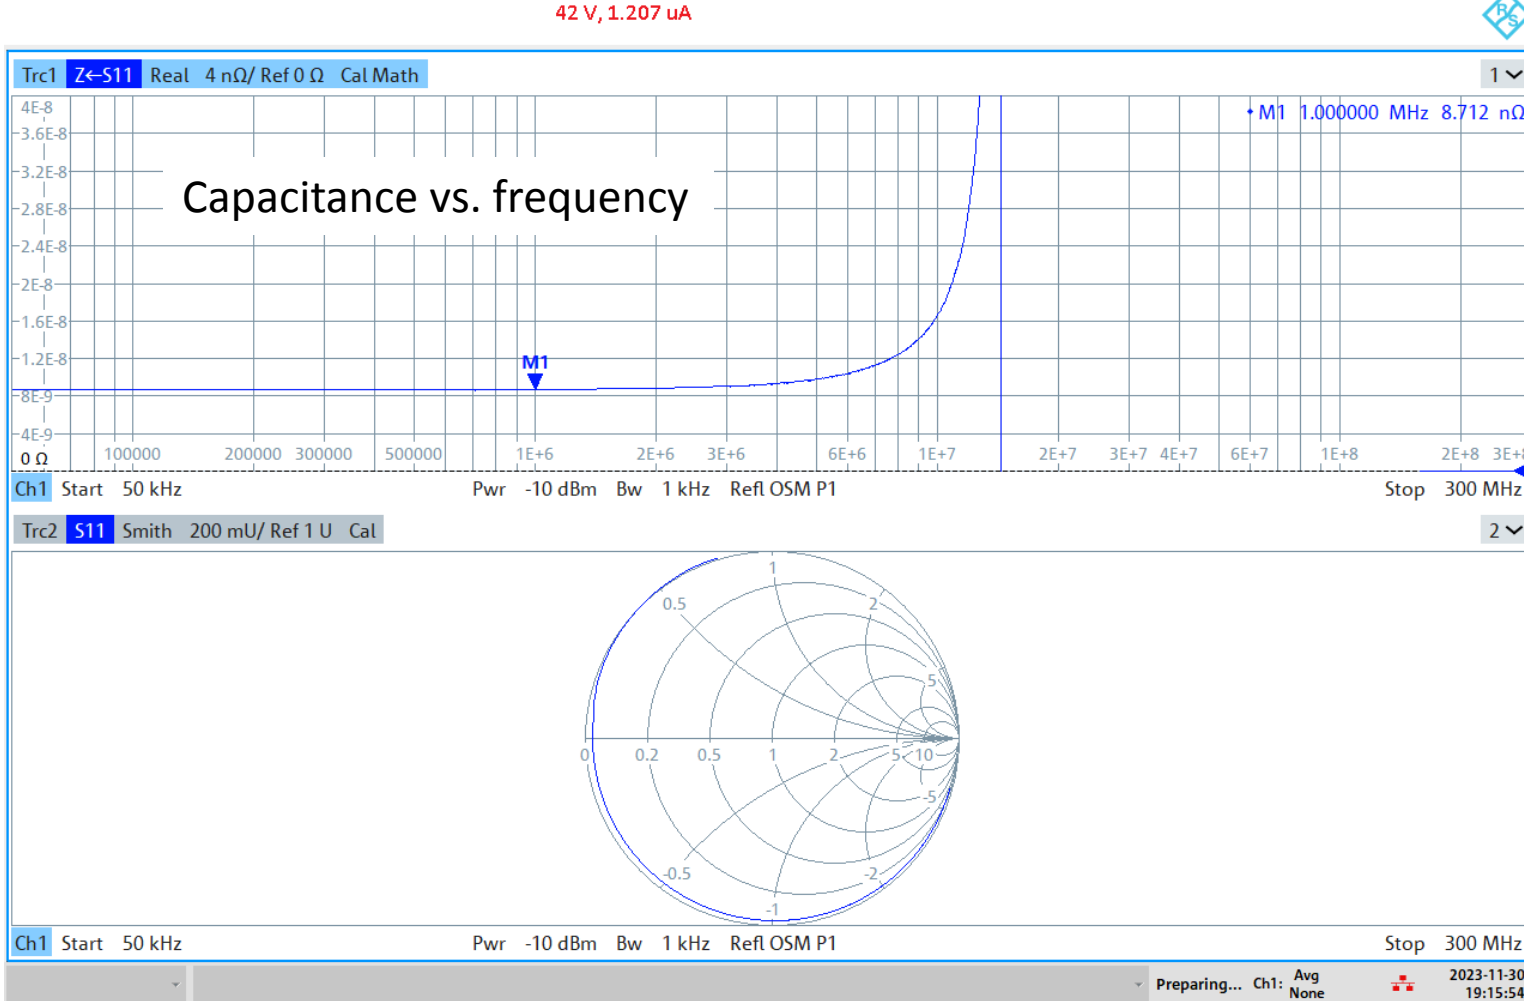 42 V, 1.207 uA
R
S
Trc1 Z←S11 Real 4 nΩ/ Ref 0 Ω Cal Math
1
4E-8
3.6E-8
3.2E-8
2.8E-8
2.4E-8
2E-8
1.6E-8
1.2E-8
8E-9
4E-9
0 Ω
M1 1.000000 MHz 8.712 nΩ
Capacitance vs. frequency
M1
100000 200000 300000 500000 1E+6 2E+6 3E+6 6E+6 1E+7 2E+7 3E+7 4E+7 6E+7 1E+8 2E+8 3E+8
Ch1 Start 50 kHz Pwr -10 dBm Bw 1 kHz Refl OSM P1 Stop 300 MHz
Trc2 S11 Smith 200 mU/ Ref 1 U Cal
2
1
0.5 2
5
0 0.2 0.5 1 2 5 10
-5
-0.5 -2
-1
Ch1 Start 50 kHz Pwr -10 dBm Bw 1 kHz Refl OSM P1 Stop 300 MHz
Preparing... Ch1: Avg None
2023-11-30
19:15:54